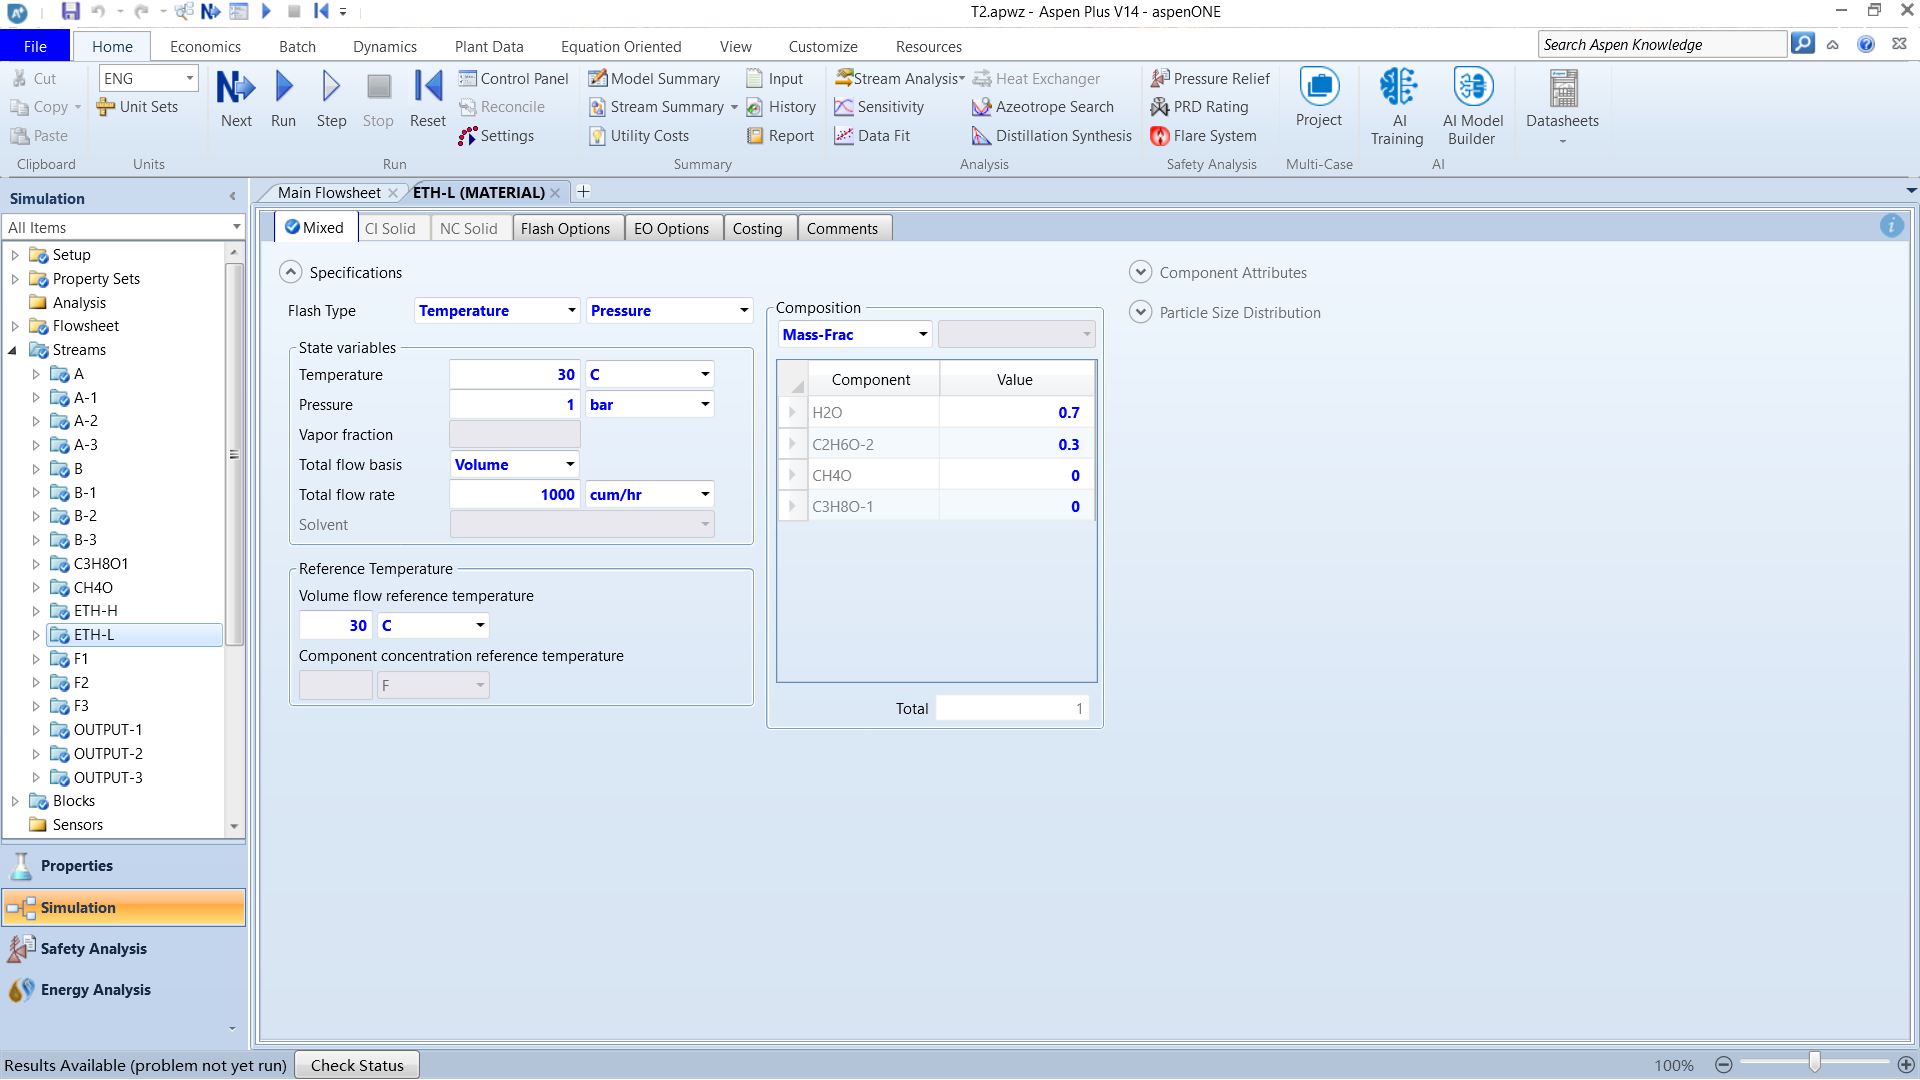 T2.apwz - Aspen Plus V14 - aspenONE
File Home Economics Batch Dynamics Plant Data Equation Oriented View Customize Resources Search Aspen Knowledge
Cut
Copy
Paste
Clipboard
ENG
Unit Sets
Units
Next Run Step Stop Reset
Control Panel
Reconcile
Settings
Run
Model Summary
Stream Summary
Utility Costs
Input
History
Report
Summary
Stream Analysis
Sensitivity
Data Fit
Heat Exchanger
Azeotrope Search
Distillation Synthesis
Analysis
Pressure Relief
PRD Rating
Flare System
Safety Analysis
Project
Multi-Case
AI Training
AI Model Builder
AI
Datasheets
Simulation
All Items
Setup
Property Sets
Analysis
Flowsheet
Streams
A
A-1
A-2
A-3
B
B-1
B-2
B-3
C3H8O1
CH4O
ETH-H
ETH-L
F1
F2
F3
OUTPUT-1
OUTPUT-2
OUTPUT-3
Blocks
Sensors
Properties
Simulation
Safety Analysis
Energy Analysis
Main Flowsheet ETH-L (MATERIAL)
Mixed CI Solid NC Solid Flash Options EO Options Costing Comments
Specifications
Flash Type Temperature Pressure
State variables
Temperature 30 C
Pressure 1 bar
Vapor fraction
Total flow basis Volume
Total flow rate 1000 cum/hr
Solvent
Reference Temperature
Volume flow reference temperature
30 C
Component concentration reference temperature
F
Composition
Mass-Frac
Component Value
H2O 0.7
C2H6O-2 0.3
CH4O 0
C3H8O-1 0
Total 1
Component Attributes
Particle Size Distribution
Results Available (problem not yet run) Check Status 100%